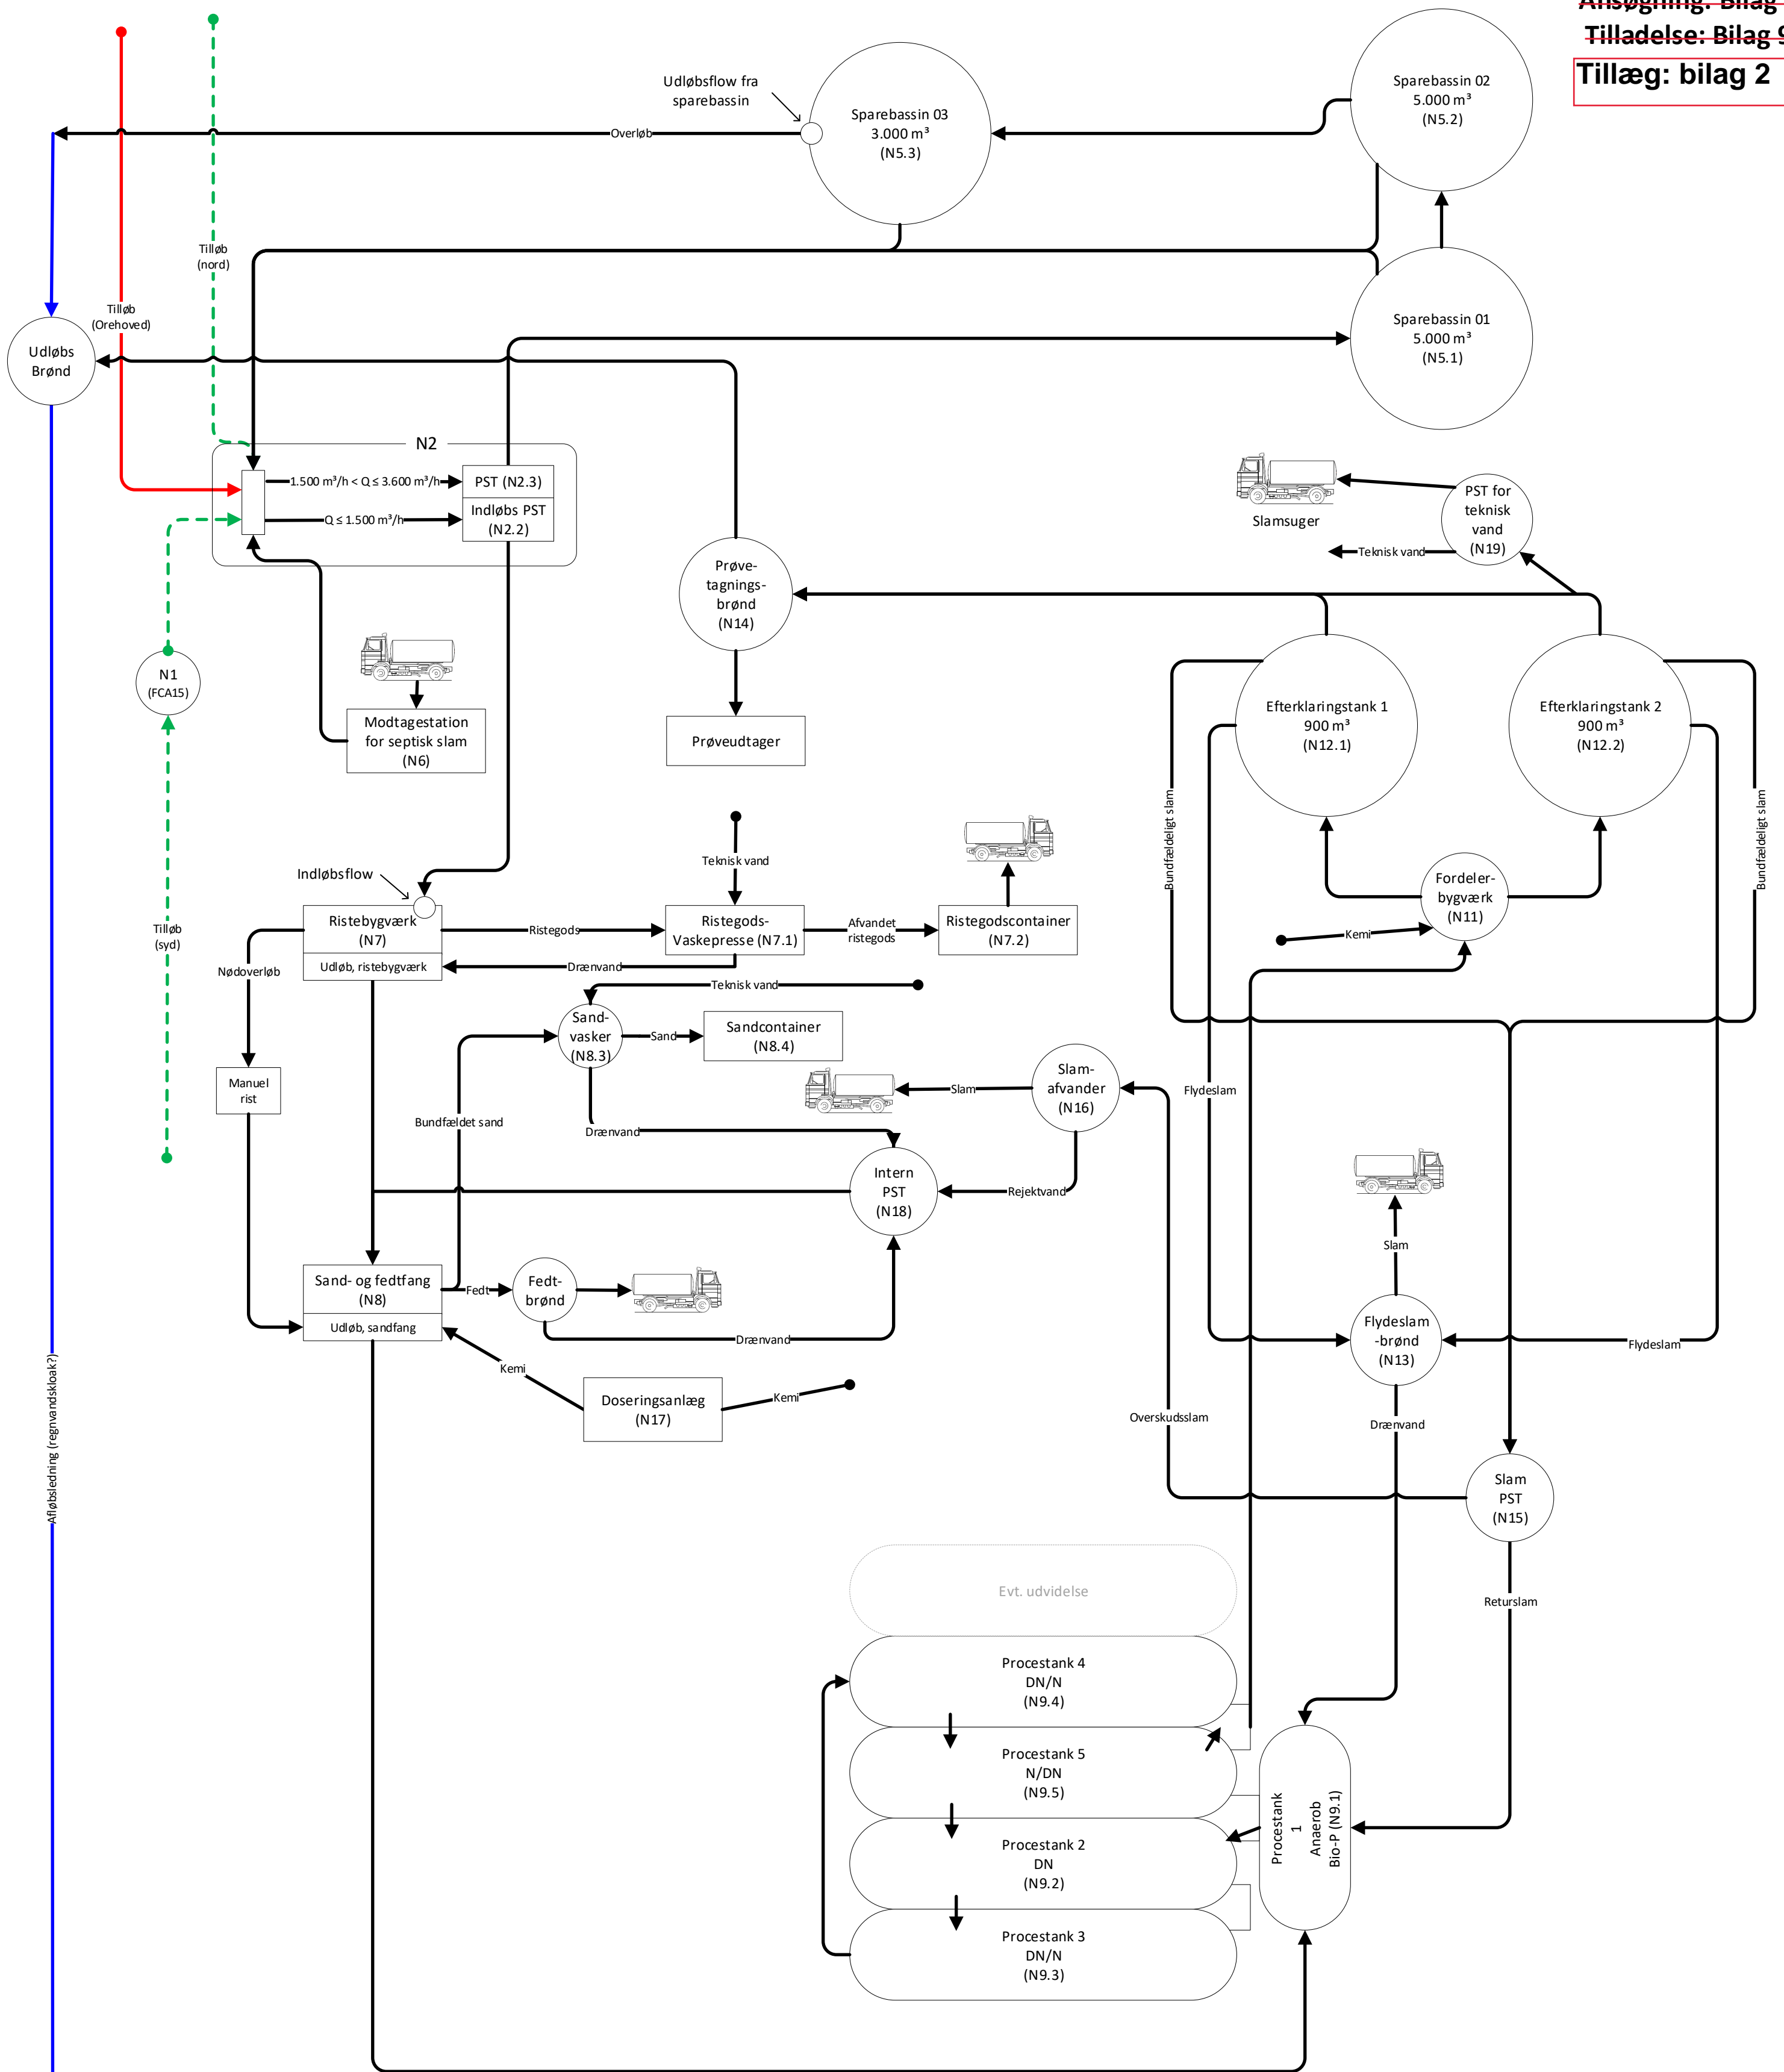 Ansøgning: Bilag
Tilladelse: Bilag 9
Tillæg: bilag 2
Udløbsflow fra
sparebassin
Sparebassin 03
3.000 m³
(N5.3)
Sparebassin 02
5.000 m³
(N5.2)
Overløb
Tilløb
(nord)
Tilløb
(Orehoved)
Sparebassin 01
5.000 m³
(N5.1)
Udløbs
Brønd
N2
1.500 m³/h < Q ≤ 3.600 m³/h
PST (N2.3)
Q ≤ 1.500 m³/h
Indløbs PST
(N2.2)
Slamsuger
PST for
teknisk
vand
(N19)
Teknisk vand
Prøve-
tagnings-
brønd
(N14)
N1
(FCA15)
Modtagestation
for septisk slam
(N6)
Prøveudtager
Efterklaringstank 1
900 m³
(N12.1)
Efterklaringstank 2
900 m³
(N12.2)
Bundfældeligt slam
Bundfældeligt slam
Teknisk vand
Indløbsflow
Fordeler-
bygværk
(N11)
Kemi
Tilløb
(syd)
Ristebygværk
(N7)
Udløb, ristebygværk
Ristegods
Ristegods-
Vaskepresse (N7.1)
Afvandet
ristegods
Ristegodscontainer
(N7.2)
Drænvand
Nødoverløb
Teknisk vand
Sand-
vasker
(N8.3)
Sand
Sandcontainer
(N8.4)
Manuel
rist
Slam
Slam-
afvander
(N16)
Flydeslam
Bundfældet sand
Drænvand
Intern
PST
(N18)
Rejektvand
Slam
Sand- og fedtfang
(N8)
Udløb, sandfang
Fedt
Fedt-
brønd
Drænvand
Flydeslam
-brønd
(N13)
Flydeslam
Kemi
Doseringsanlæg
(N17)
Kemi
Overskudsslam
Drænvand
Afløbsledning (regnvandskloak?)
Slam
PST
(N15)
Evt. udvidelse
Returslam
Procestank 4
DN/N
(N9.4)
Procestank 5
N/DN
(N9.5)
Procestank 2
DN
(N9.2)
Procestank 3
DN/N
(N9.3)
Procestank
1
Anaerob
Bio-P (N9.1)